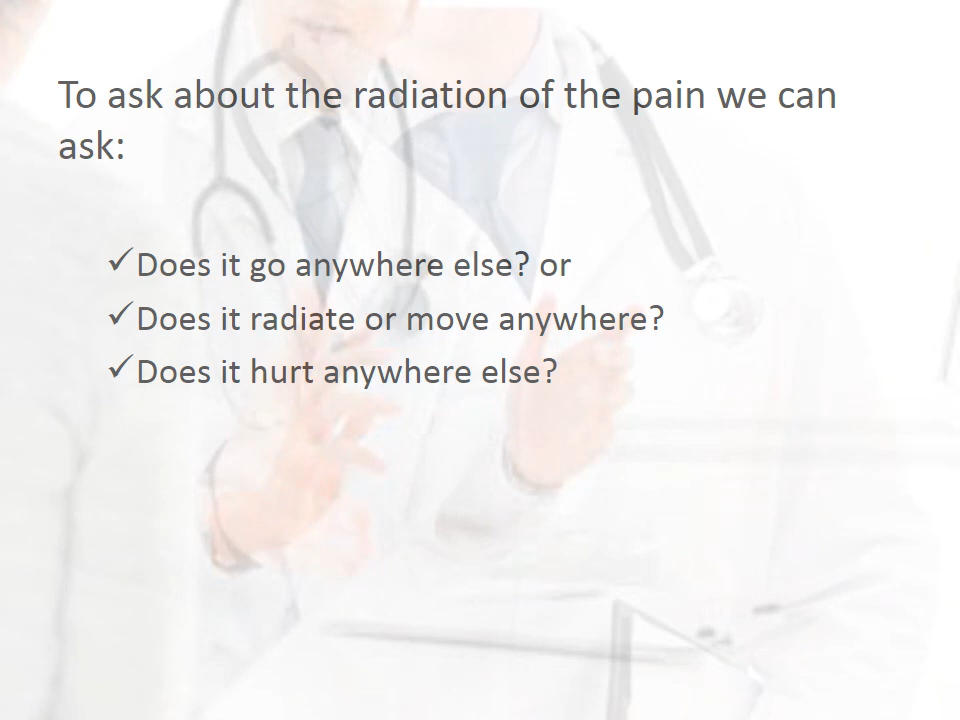 To ask about the radiation of the pain we can
ask:
✓Does it go anywhere else? or
✓Does it radiate or move anywhere?
✓Does it hurt anywhere else?